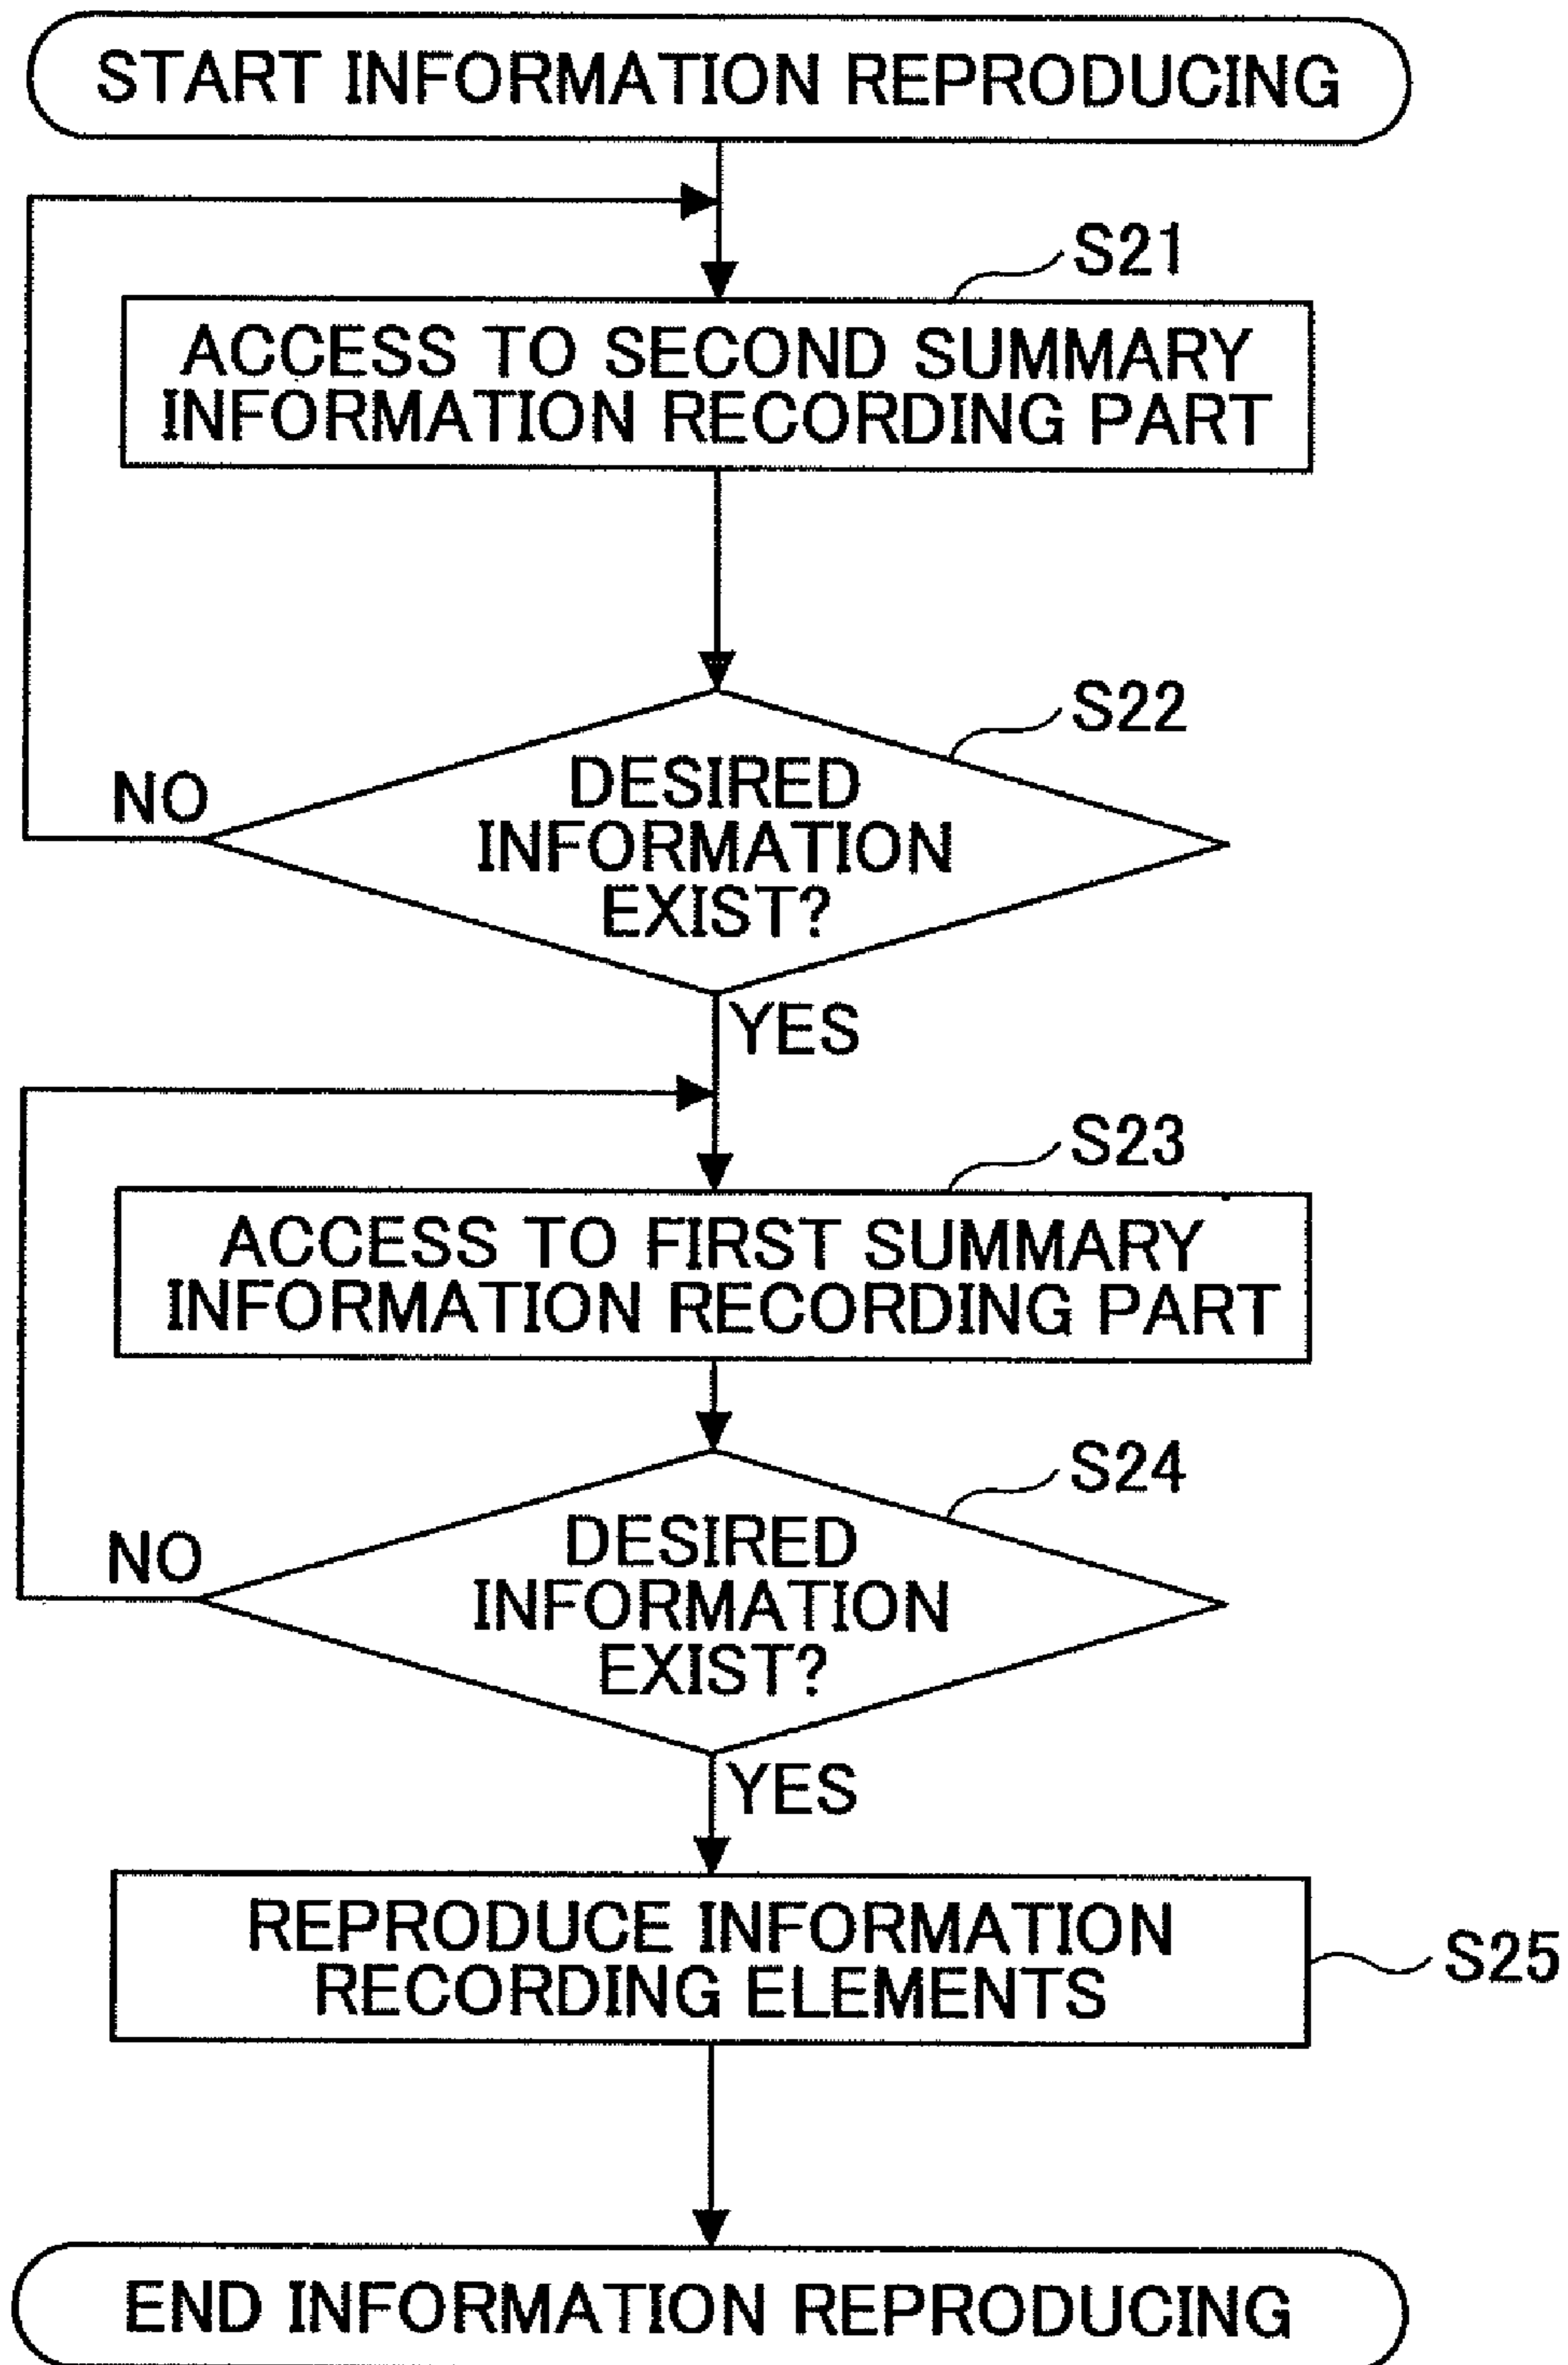 START INFORMATION REPRODUCING
S21
ACCESS TO SECOND SUMMARY
INFORMATION RECORDING PART
S22
DESIRED
INFORMATION
EXIST?
NO
YES
S23
ACCESS TO FIRST SUMMARY
INFORMATION RECORDING PART
S24
DESIRED
INFORMATION
EXIST?
NO
YES
REPRODUCE INFORMATION
RECORDING ELEMENTS
S25
END INFORMATION REPRODUCING